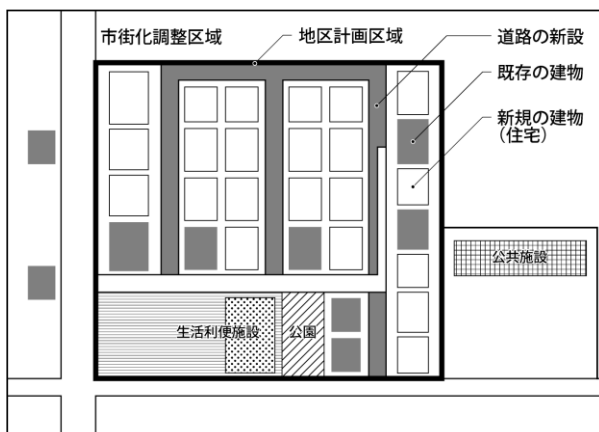 市街化調整区域
地区計画区域
道路の新設
既存の建物
新規の建物
(住宅)
公共施設
生活利便施設
公園